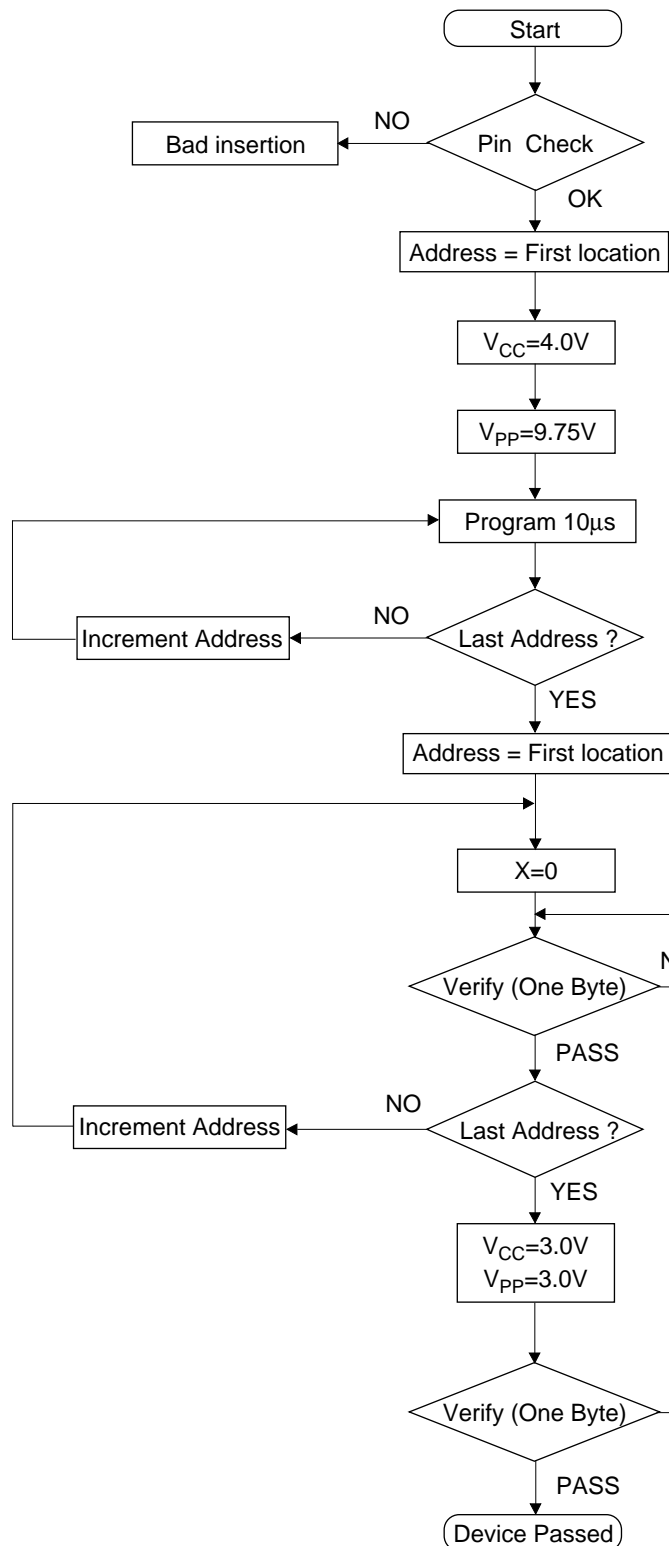 Start
NO
Pin Check
Bad insertion
OK
Address = First location
VCC=4.0V
VPP=9.75V
Program 10µs
NO
Last Address ?
Increment Address
YES
Address = First location
X=0
Verify (One Byte)
PASS
NO
Last Address ?
Increment Address
YES
VCC=3.0V
VPP=3.0V
Verify (One Byte)
PASS
Device Passed